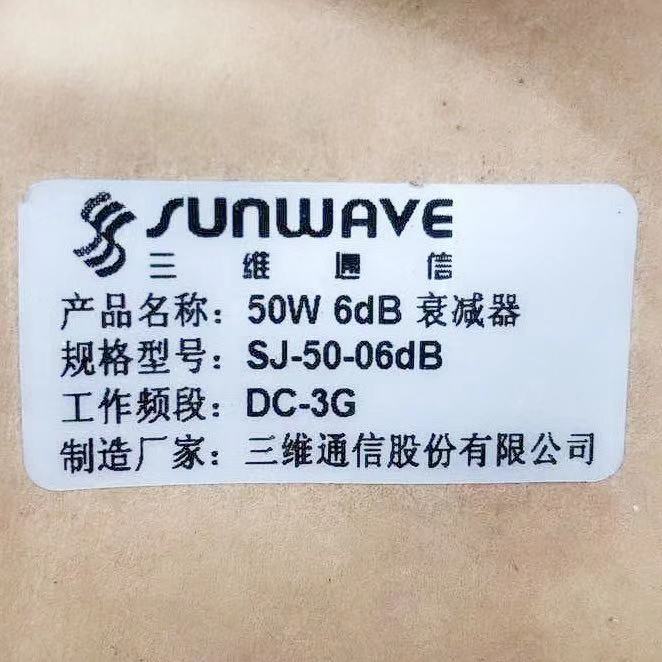 SUNWAVE
三维通信
产品名称：50W 6dB 衰减器
规格型号：SJ-50-06dB
工作频段：DC-3G
制造厂家：三维通信股份有限公司